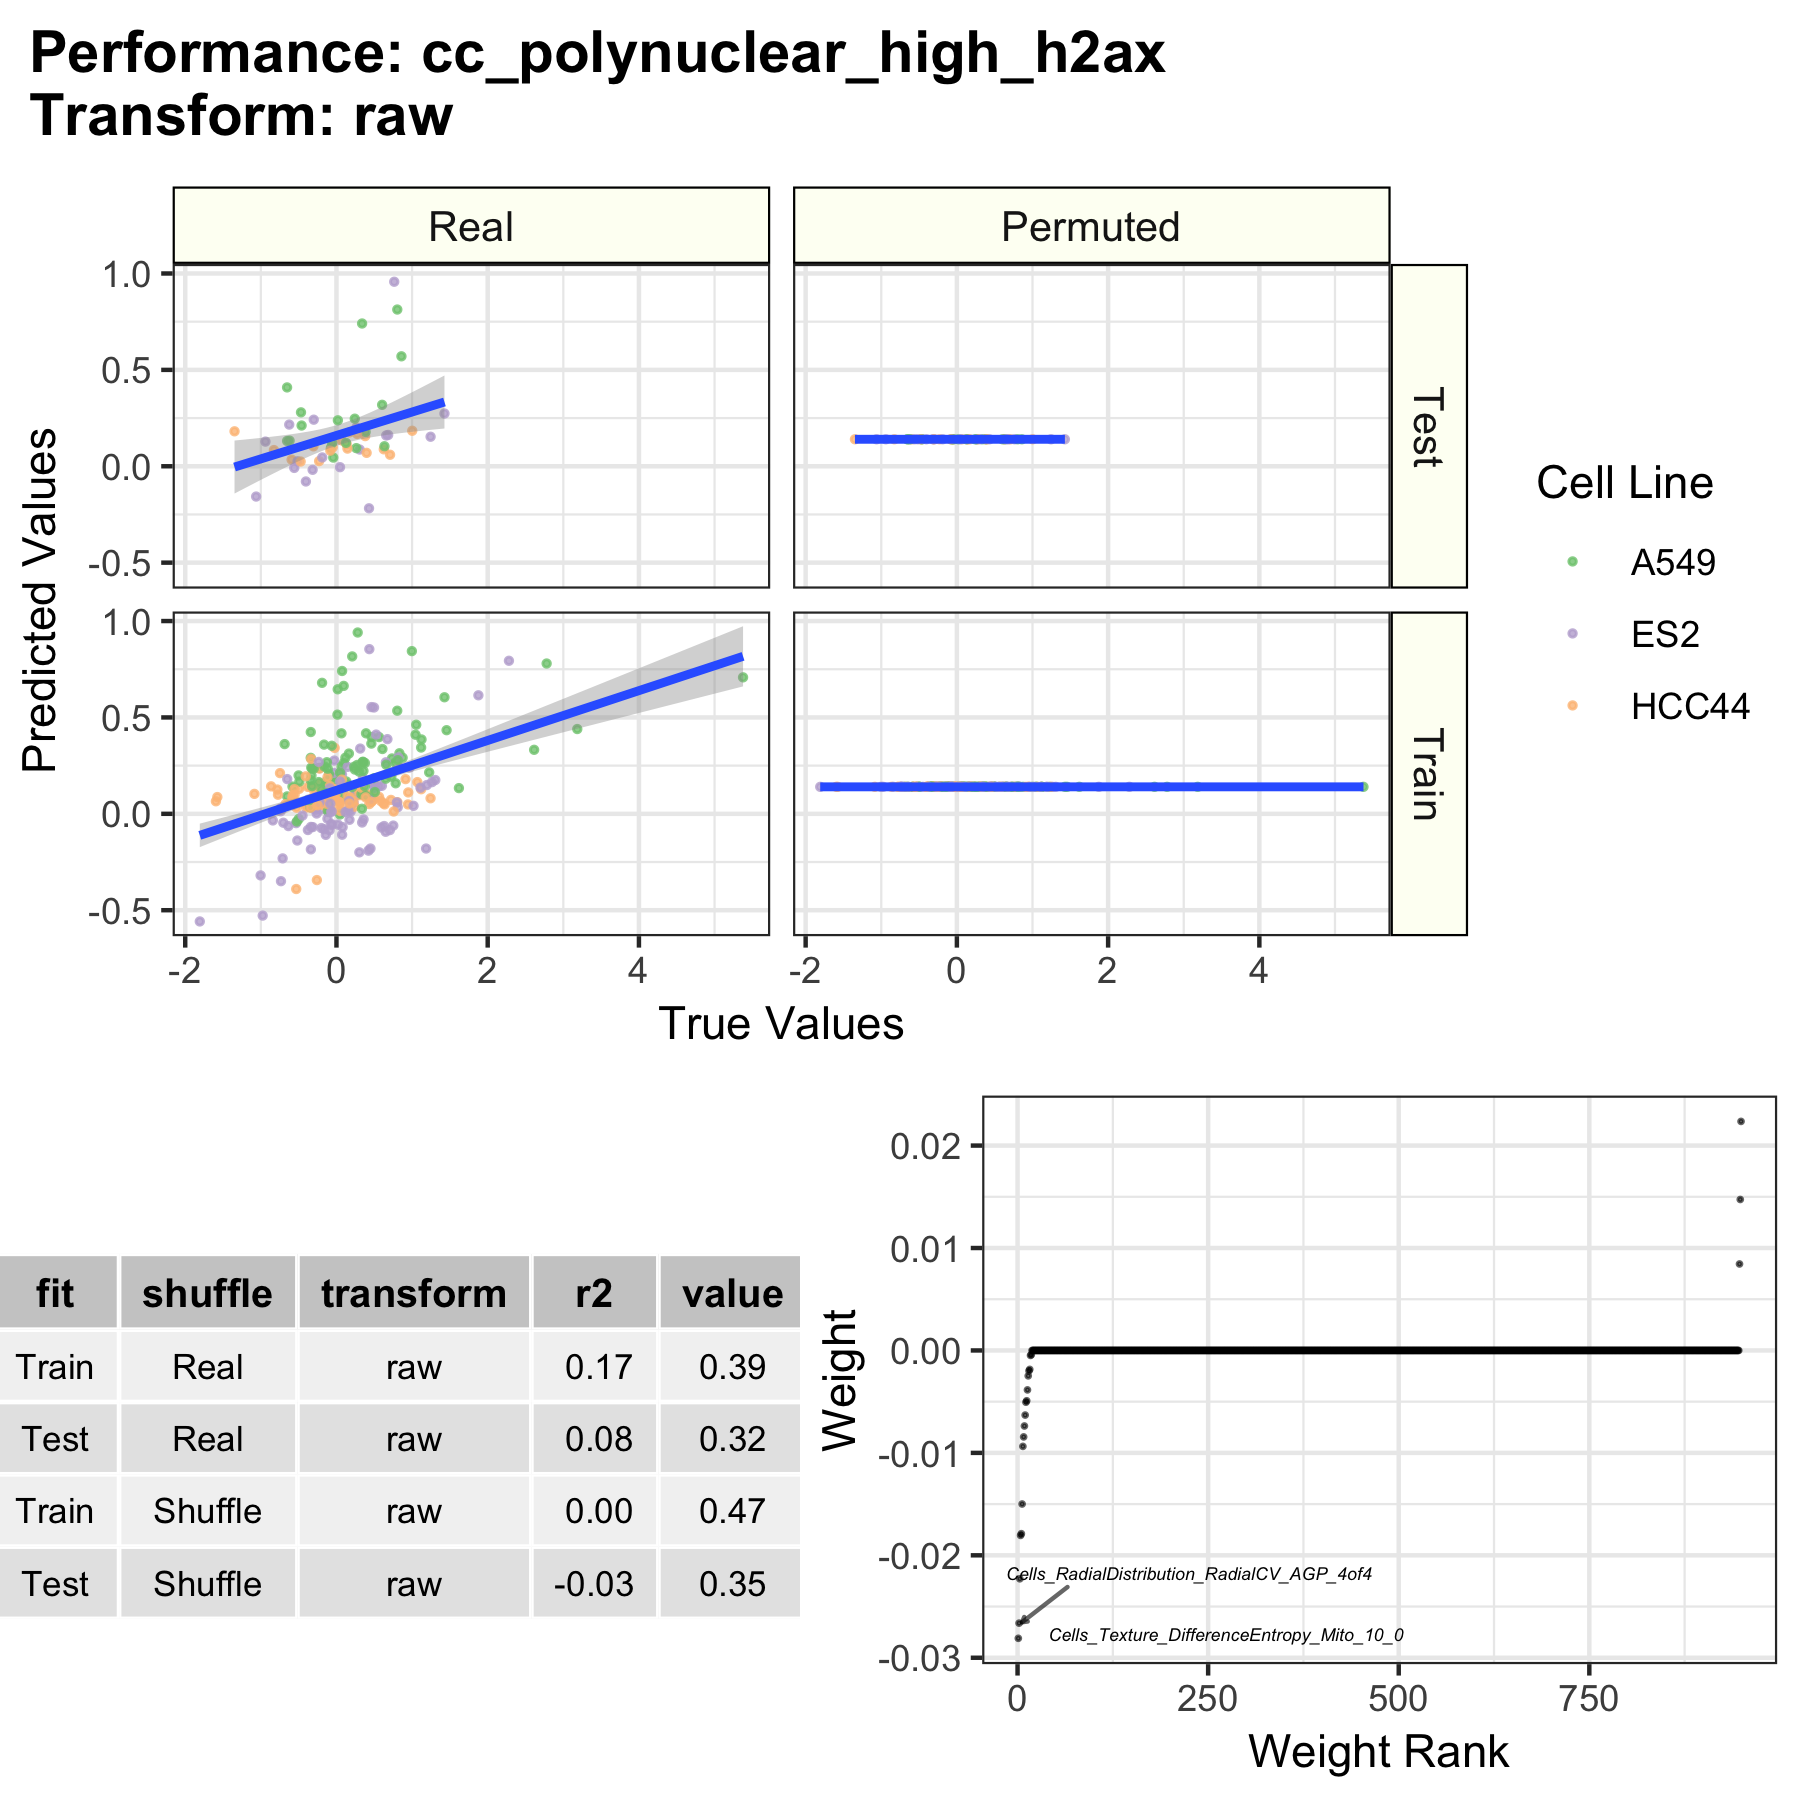 Performance: cc_polynuclear_high_h2ax
Transform: raw
Real
Permuted
1.0
0.5
0.0
-0.5
Test
1.0
0.5
0.0
-0.5
Train
Predicted Values
-2
0
2
4
-2
0
2
4
True Values
Cell Line
A549
ES2
HCC44
fit shuffle transform r2 value
Train Real raw 0.17 0.39
Test Real raw 0.08 0.32
Train Shuffle raw 0.00 0.47
Test Shuffle raw -0.03 0.35
Weight
0.02
0.01
0.00
-0.01
-0.02
-0.03
Cells_RadialDistribution_RadialCV_AGP_4of4
Cells_Texture_DifferenceEntropy_Mito_10_0
0
250
500
750
Weight Rank